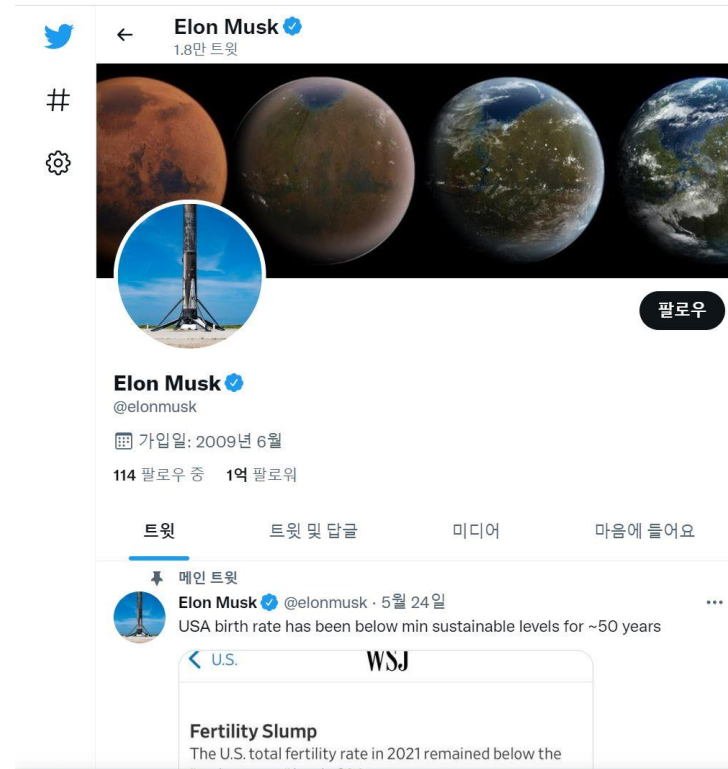 Elon Musk
1.8만 트윗
팔로우
Elon Musk
@elonmusk
가입일: 2009년 6월
114 팔로우 중 1억 팔로워
트윗 트윗 및 답글 미디어 마음에 들어요
메인 트윗
Elon Musk @elonmusk · 5월 24일
USA birth rate has been below min sustainable levels for ~50 years
U.S. WSJ
Fertility Slump
The U.S. total fertility rate in 2021 remained below the